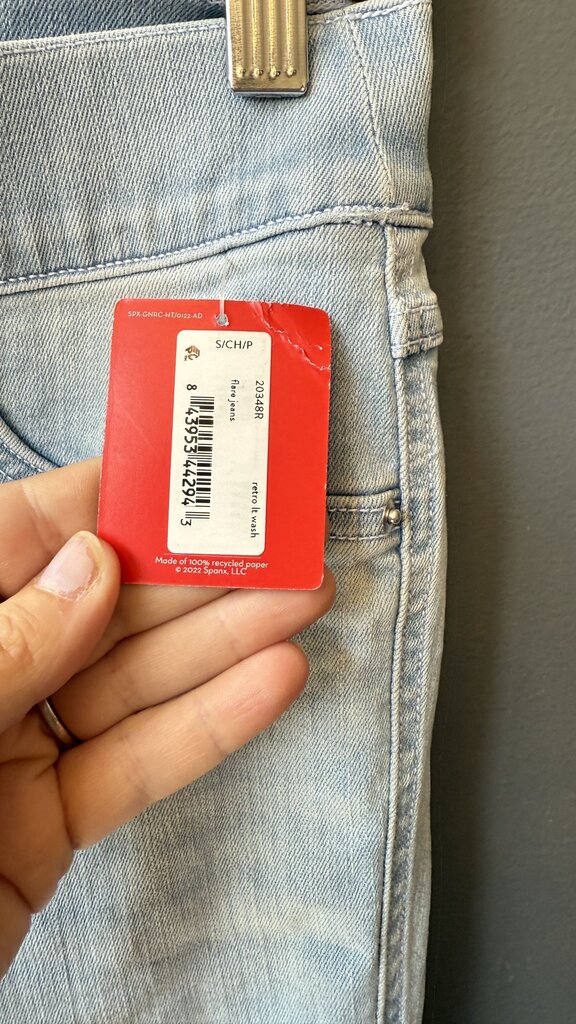 SPX-GNRC-HT/0122-AD
S/CH/P
20348R
flare jeans
retro lt wash
8 43953 44294 3
Made of 100% recycled paper
© 2022 Spanx, LLC